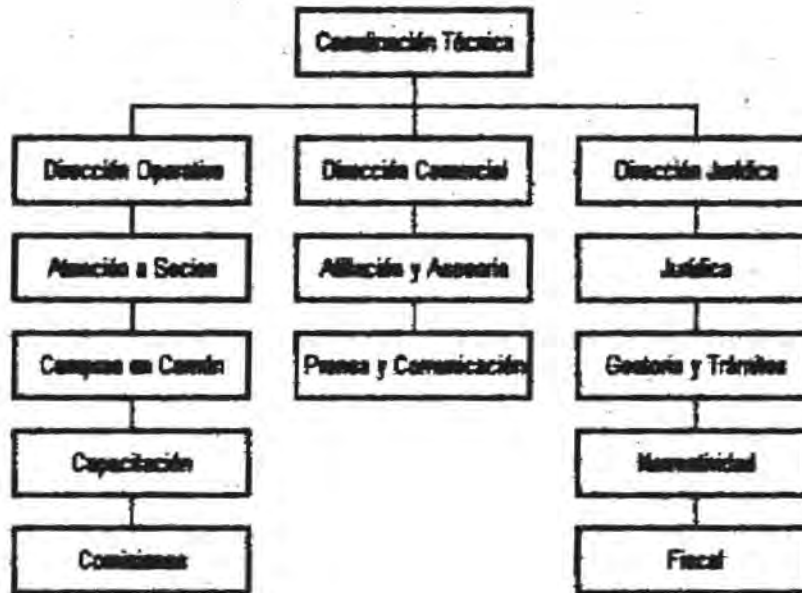 Coordinación Técnica
Dirección Operativa
Dirección Comercial
Dirección Jurídica
Atención a Socios
Afiliación y Asesoría
Jurídica
Compras en Común
Prensa y Comunicación
Gestoría y Trámites
Capacitación
Normatividad
Comisiones
Fiscal